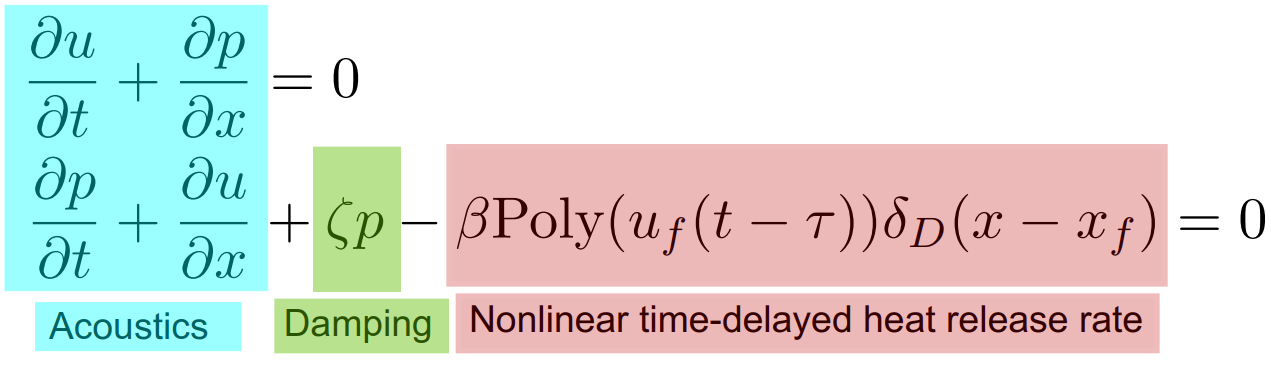 ∂u/∂t + ∂p/∂x = 0
∂p/∂t + ∂u/∂x + ζp − βPoly(u_f(t − τ))δ_D(x − x_f) = 0
Acoustics Damping Nonlinear time-delayed heat release rate